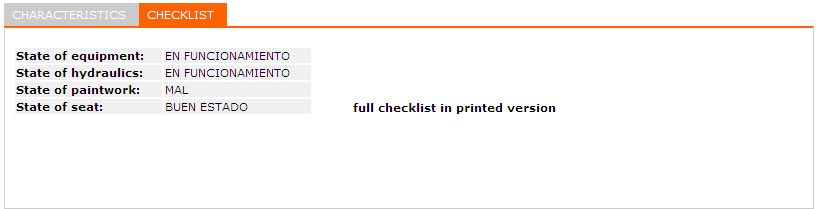 CHARACTERISTICS CHECKLIST
State of equipment: EN FUNCIONAMIENTO
State of hydraulics: EN FUNCIONAMIENTO
State of paintwork: MAL
State of seat: BUEN ESTADO
full checklist in printed version